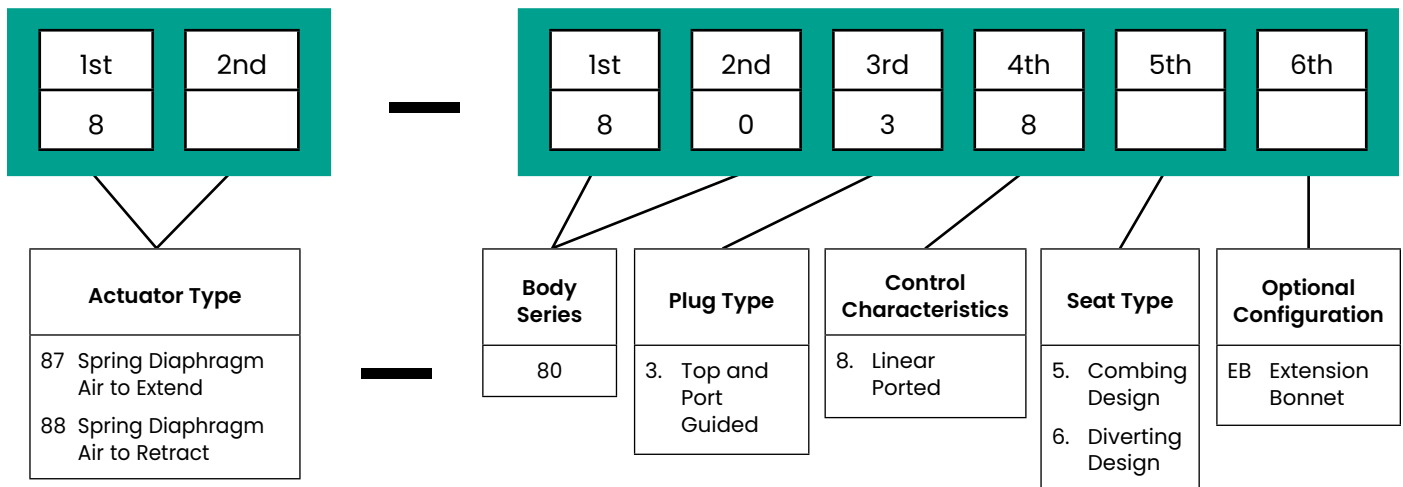 1st 2nd 1st 2nd 3rd 4th 5th 6th
8 8 0 3 8
Actuator Type
87 Spring Diaphragm
Air to Extend
88 Spring Diaphragm
Air to Retract
Body
Series
80
Plug Type
3. Top and
Port
Guided
Control
Characteristics
8. Linear
Ported
Seat Type
5. Combing
Design
6. Diverting
Design
Optional
Configuration
EB Extension
Bonnet